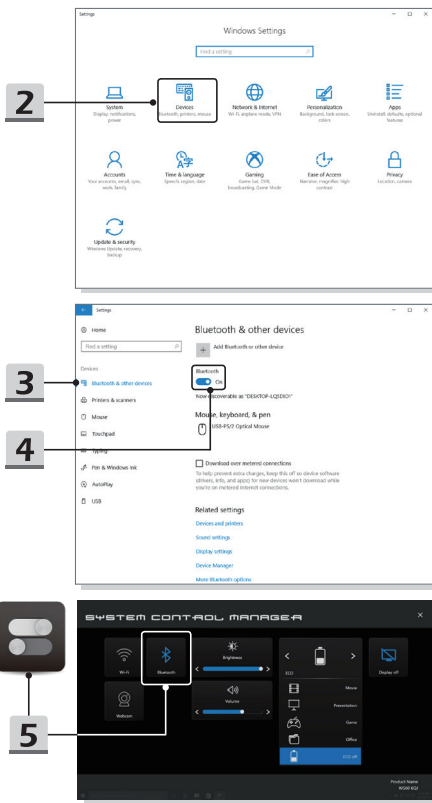 Settings
Windows Settings
Find a setting
2
System
Display, notifications, power
Devices
Bluetooth, printers, mouse
Network & Internet
Wi-Fi, airplane mode, VPN
Personalization
Background, lock screen, colors
Apps
Uninstall, defaults, optional features
Accounts
Your accounts, email, sync, work, family
Time & language
Speech, region, date
Gaming
Game bar, DVR, broadcasting, Game Mode
Ease of Access
Narrator, magnifier, high contrast
Privacy
Location, camera
Update & security
Windows Update, recovery, backup
Settings
Home
Find a setting
Devices
3
Bluetooth & other devices
Printers & scanners
Mouse
4
Touchpad
Typing
Pen & Windows Ink
AutoPlay
USB
Bluetooth & other devices
Add Bluetooth or other device
Bluetooth
On
Now discoverable as "DESKTOP-LQ5DIOI"
Mouse, keyboard, & pen
USB-PS/2 Optical Mouse
Download over metered connections
To help prevent extra charges, keep this off so device software
(drivers, info, and apps) for new devices won't download while
you're on metered Internet connections.
Related settings
Devices and printers
Sound settings
Display settings
Device Manager
More Bluetooth options
SYSTEM CONTROL MANAGER
Wi-Fi
Bluetooth
Brightness
Webcam
Volume
ECO
Movie
Presentation
Game
Office
ECO off
Display off
5
Product Name